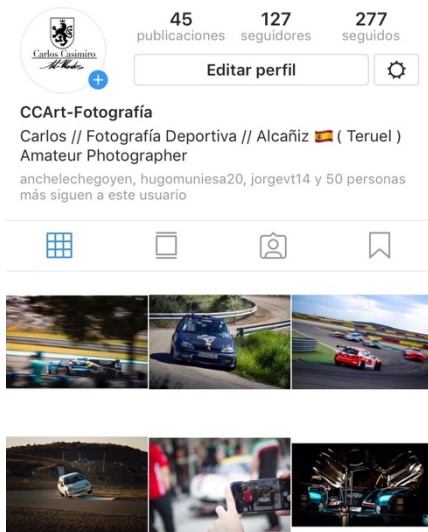 45 127 277
publicaciones seguidores seguidos
Carlos Casimiro
Editar perfil
CCArt-Fotografía
Carlos // Fotografía Deportiva // Alcañiz 🇪🇸 ( Teruel )
Amateur Photographer
anchelechegoyen, hugomuniesa20, jorgevt14 y 50 personas
más siguen a este usuario